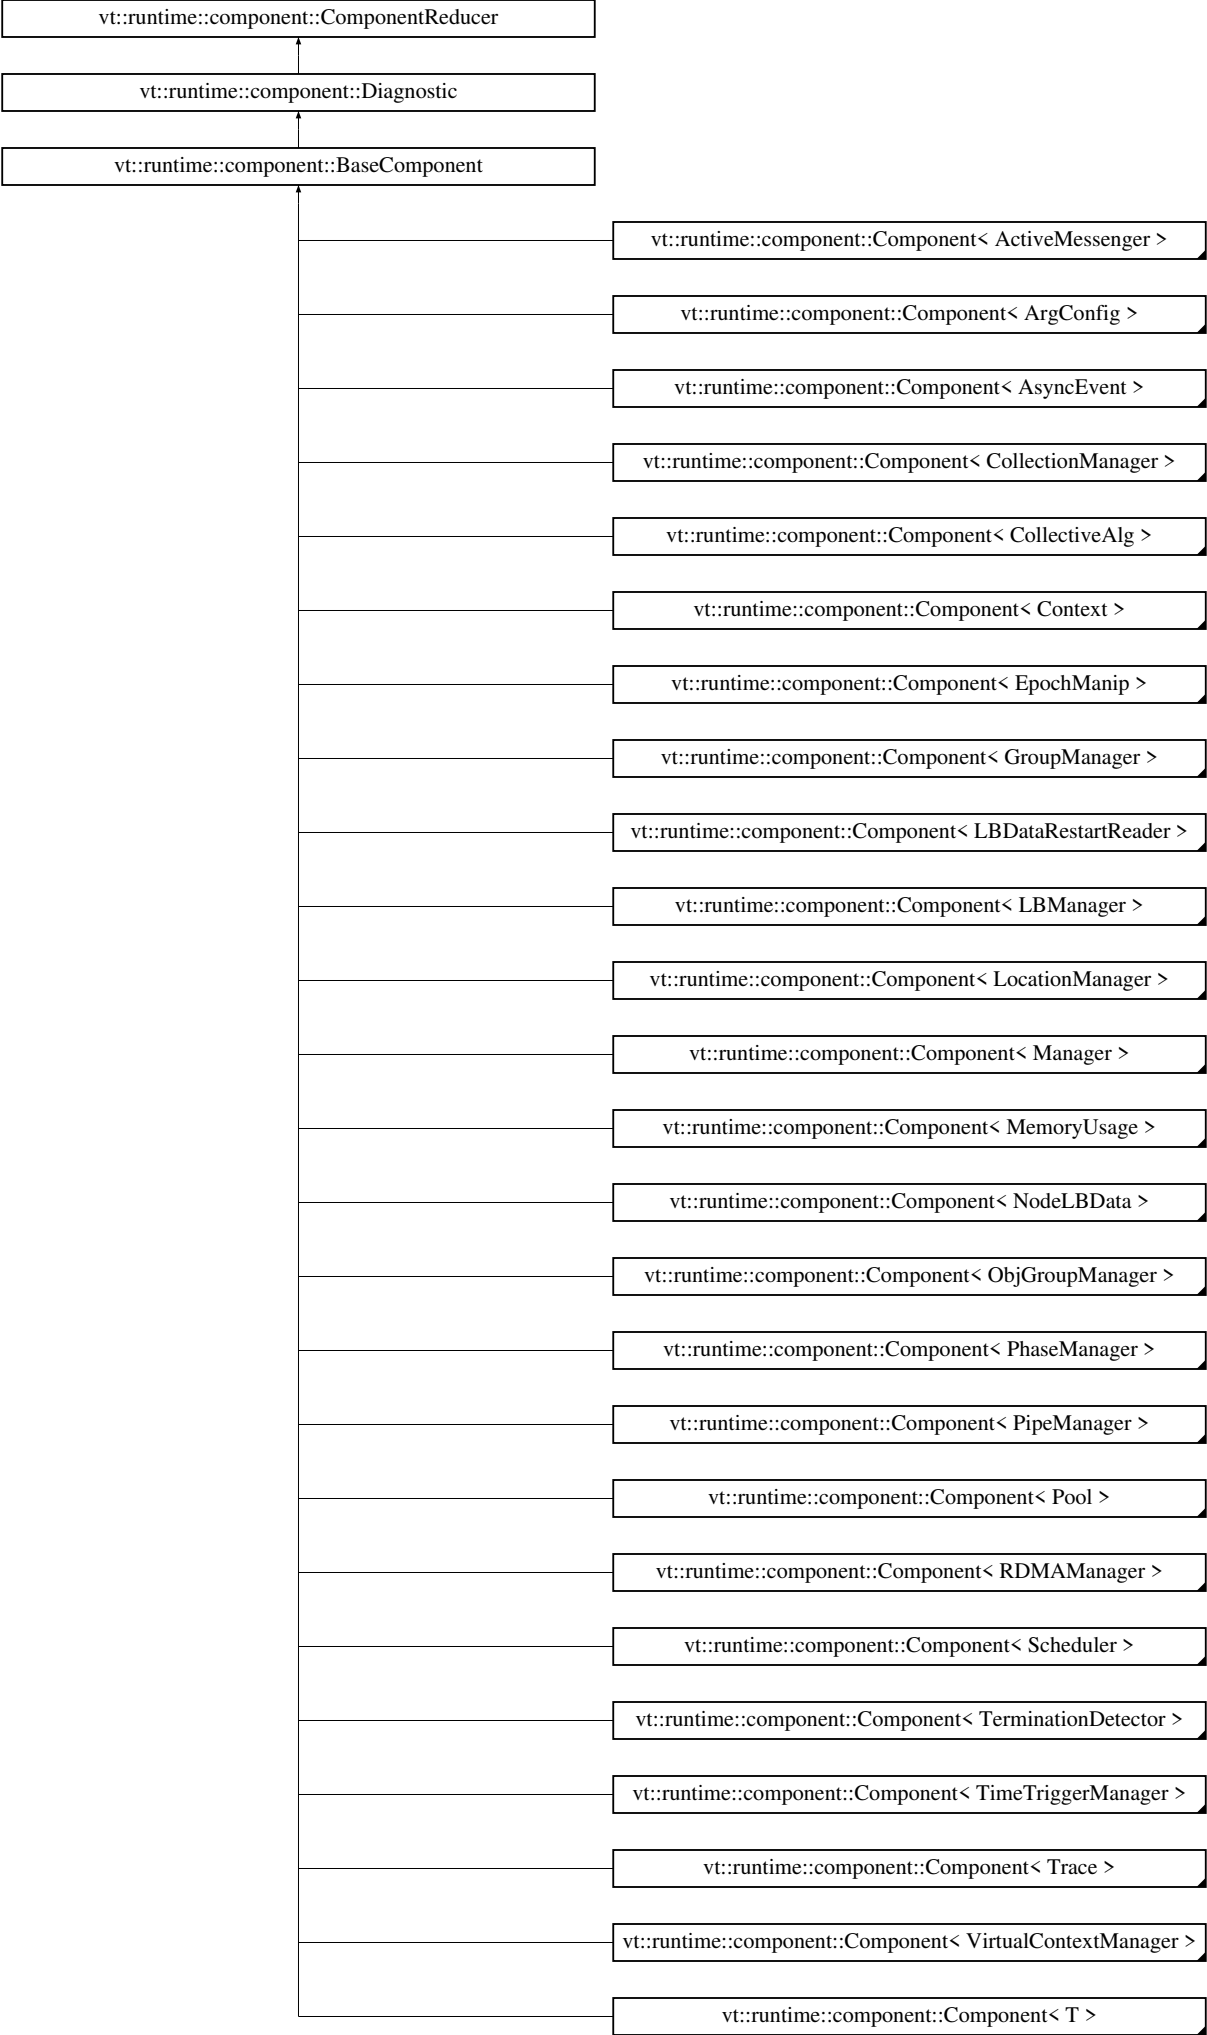 vt::runtime::component::ComponentReducer
vt::runtime::component::Diagnostic
vt::runtime::component::BaseComponent
vt::runtime::component::Component< ActiveMessenger >
vt::runtime::component::Component< ArgConfig >
vt::runtime::component::Component< AsyncEvent >
vt::runtime::component::Component< CollectionManager >
vt::runtime::component::Component< CollectiveAlg >
vt::runtime::component::Component< Context >
vt::runtime::component::Component< EpochManip >
vt::runtime::component::Component< GroupManager >
vt::runtime::component::Component< LBDataRestartReader >
vt::runtime::component::Component< LBManager >
vt::runtime::component::Component< LocationManager >
vt::runtime::component::Component< Manager >
vt::runtime::component::Component< MemoryUsage >
vt::runtime::component::Component< NodeLBData >
vt::runtime::component::Component< ObjGroupManager >
vt::runtime::component::Component< PhaseManager >
vt::runtime::component::Component< PipeManager >
vt::runtime::component::Component< Pool >
vt::runtime::component::Component< RDMAManager >
vt::runtime::component::Component< Scheduler >
vt::runtime::component::Component< TerminationDetector >
vt::runtime::component::Component< TimeTriggerManager >
vt::runtime::component::Component< Trace >
vt::runtime::component::Component< VirtualContextManager >
vt::runtime::component::Component< T >